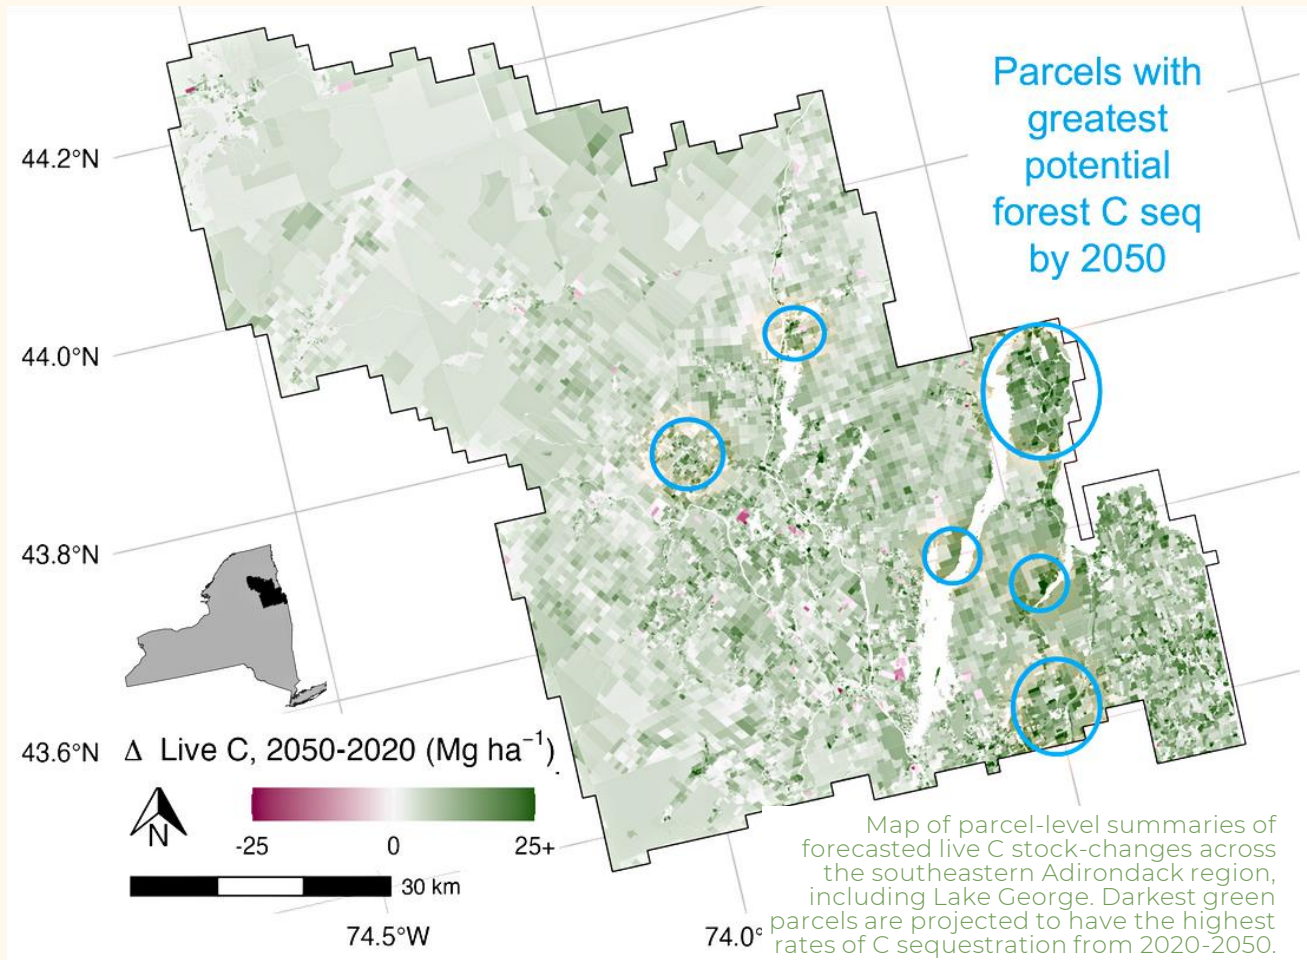 Parcels with
greatest
potential
forest C seq
by 2050
44.2°N
44.0°N
43.8°N
43.6°N
Δ Live C, 2050-2020 (Mg ha⁻¹)
-25
0
25+
N
30 km
74.5°W
74.0°
Map of parcel-level summaries of
forecasted live C stock-changes across
the southeastern Adirondack region,
including Lake George. Darkest green
parcels are projected to have the highest
rates of C sequestration from 2020-2050.